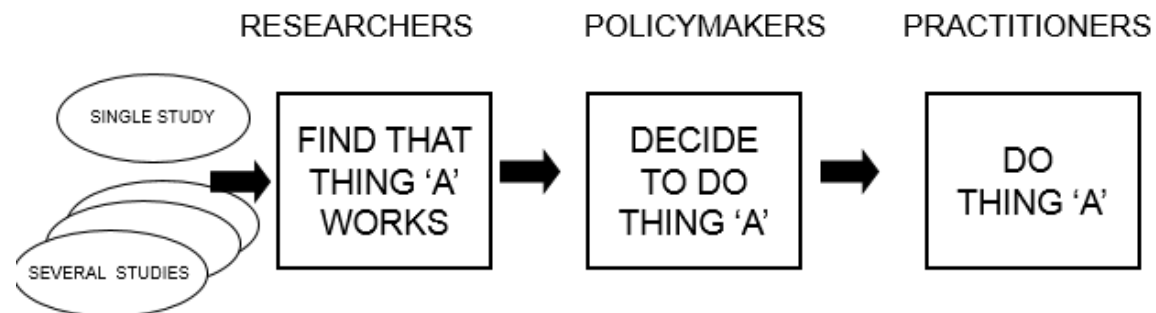 RESEARCHERS
POLICYMAKERS
PRACTITIONERS
SINGLE STUDY
SEVERAL STUDIES
FIND THAT
THING ‘A’
WORKS
DECIDE
TO DO
THING ‘A’
DO
THING ‘A’